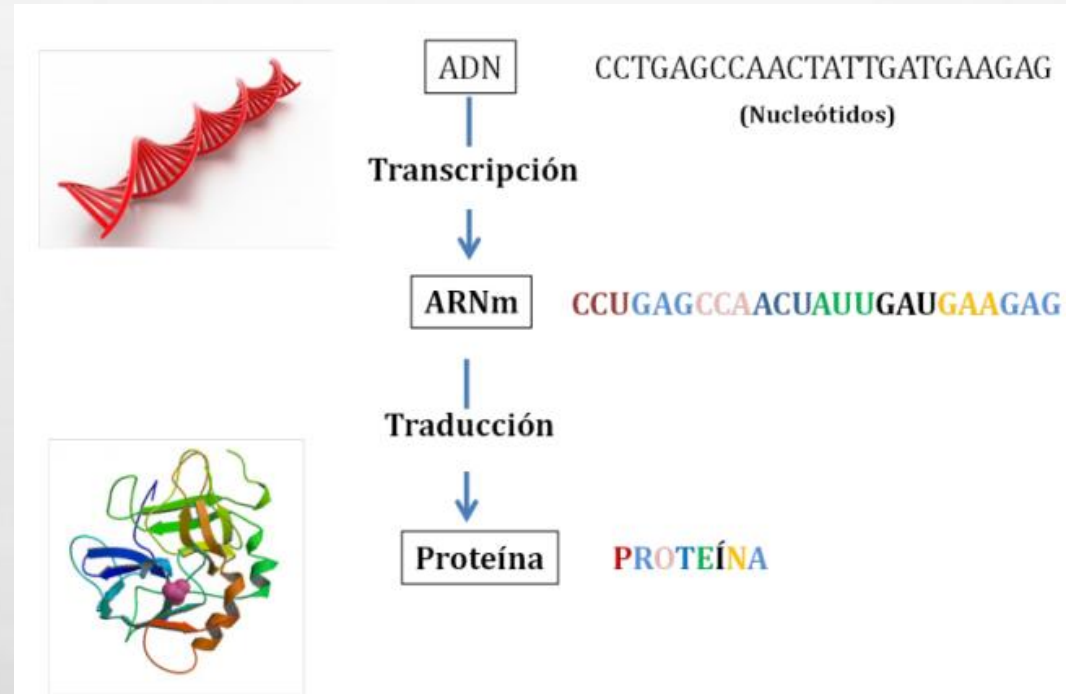 ADN
CCTGAGCCAACTATTGATGAAGAG
(Nucleótidos)
Transcripción
ARNm
CCUGAGCCAACUAUUGAUGAAGAG
Traducción
Proteína
PROTEÍNA